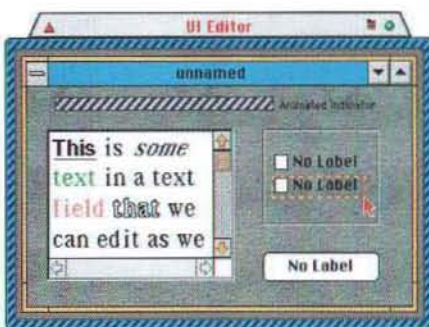 UI Editor
unnamed
Animated Indicator
This is some
text in a text
field that we
can edit as we
No Label
No Label
No Label